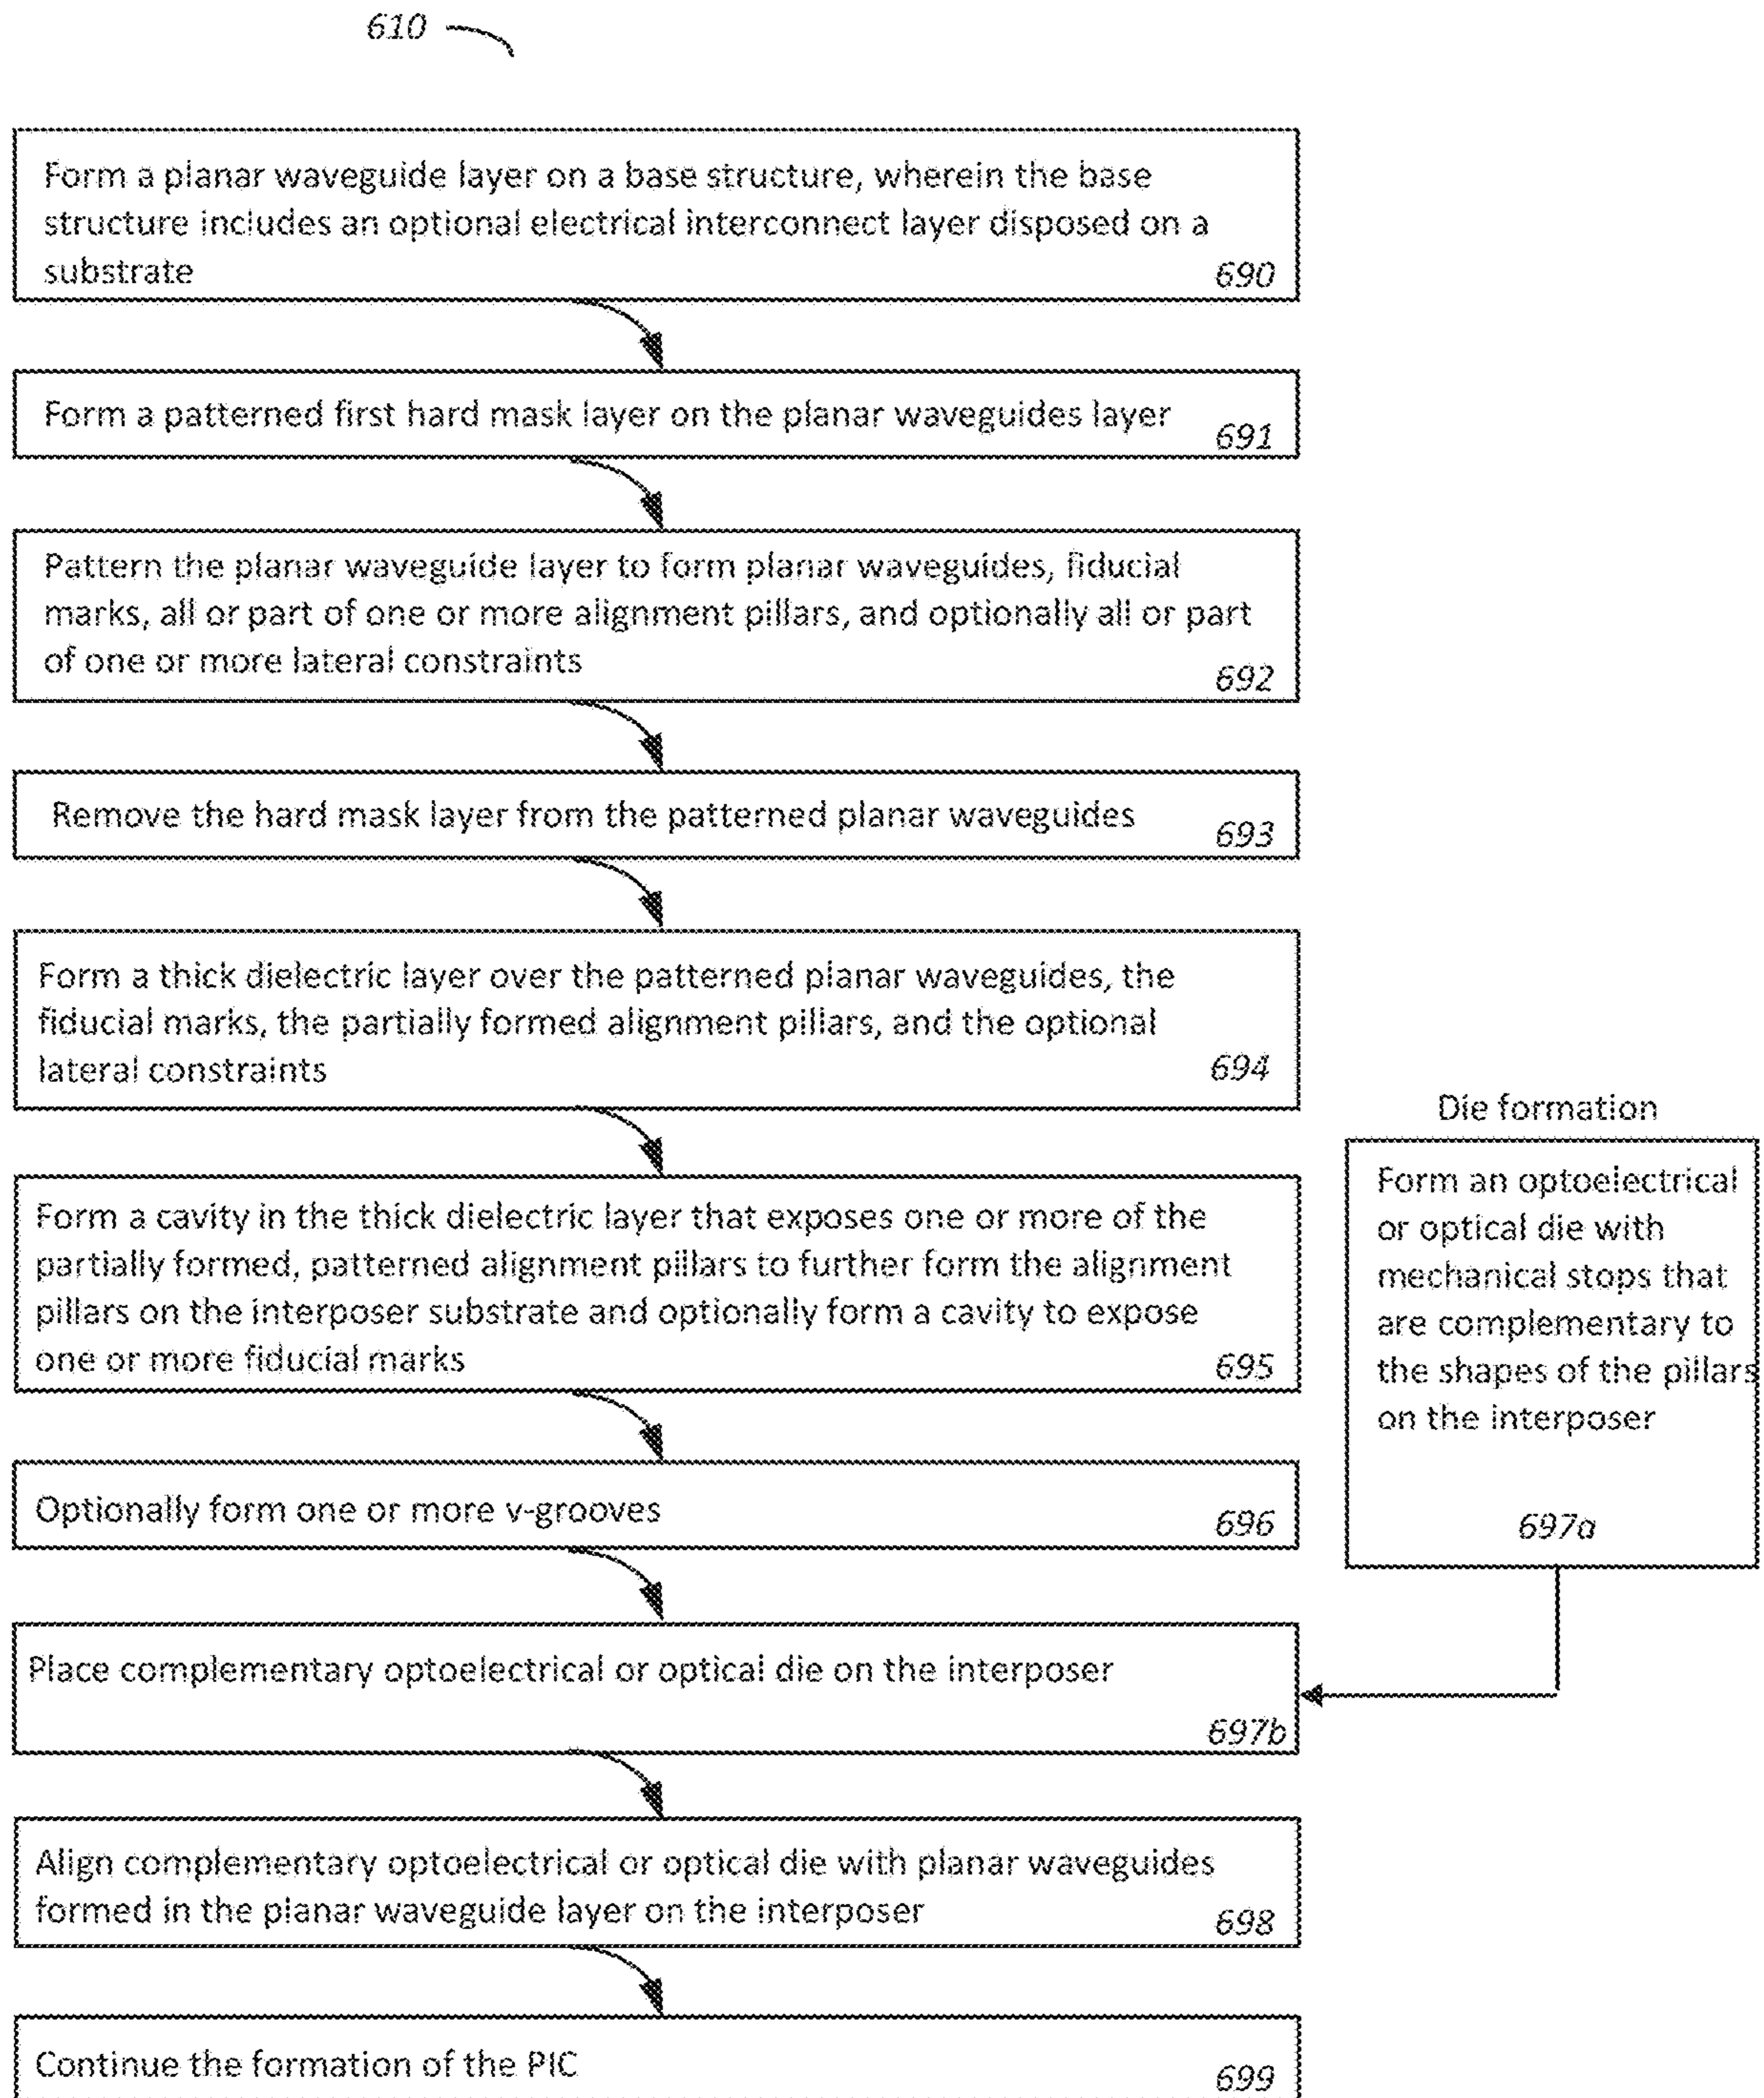 610
Form a planar waveguide layer on a base structure, wherein the base
structure includes an optional electrical interconnect layer disposed on a
substrate
690
Form a patterned first hard mask layer on the planar waveguides layer
691
Pattern the planar waveguide layer to form planar waveguides, fiducial
marks, all or part of one or more alignment pillars, and optionally all or part
of one or more lateral constraints
692
Remove the hard mask layer from the patterned planar waveguides
693
Form a thick dielectric layer over the patterned planar waveguides, the
fiducial marks, the partially formed alignment pillars, and the optional
lateral constraints
694
Form a cavity in the thick dielectric layer that exposes one or more of the
partially formed, patterned alignment pillars to further form the alignment
pillars on the interposer substrate and optionally form a cavity to expose
one or more fiducial marks
695
Optionally form one or more v-grooves
696
Die formation
Form an optoelectrical
or optical die with
mechanical stops that
are complementary to
the shapes of the pillars
on the interposer
697a
Place complementary optoelectrical or optical die on the interposer
697b
Align complementary optoelectrical or optical die with planar waveguides
formed in the planar waveguide layer on the interposer
698
Continue the formation of the PIC
699